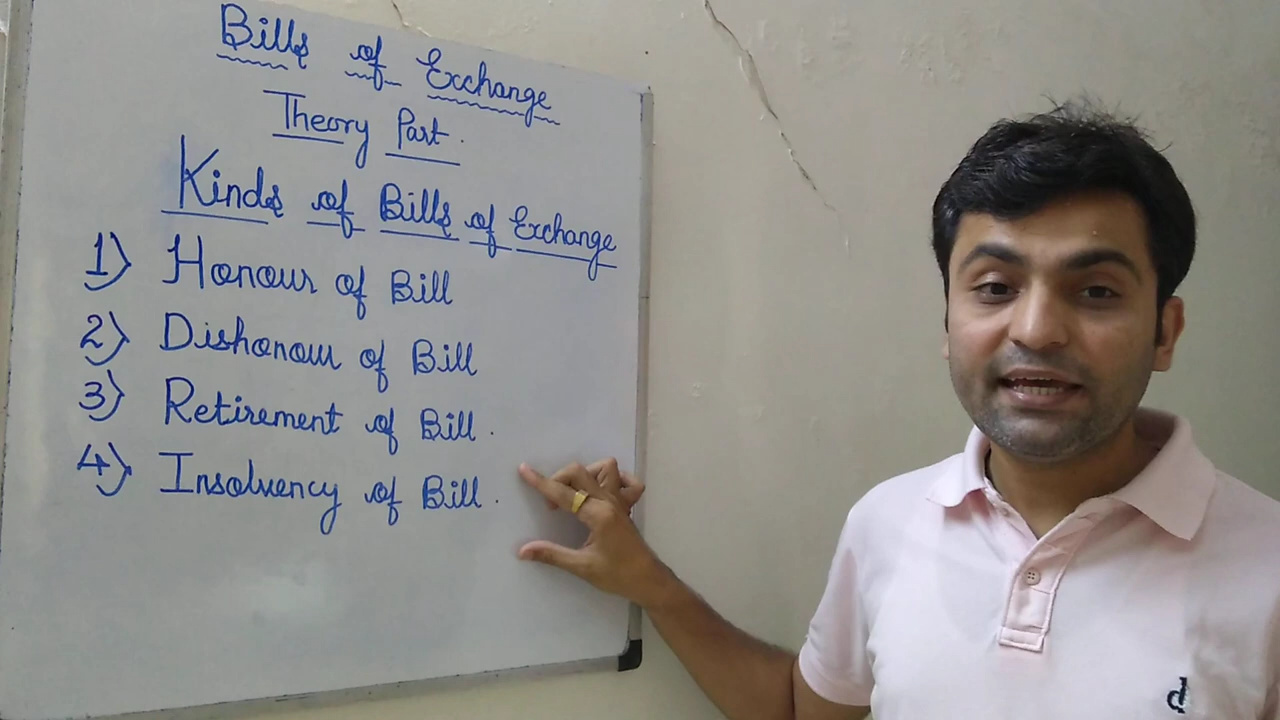 Bills of Exchange
Theory Part.
Kinds of Bills of Exchange
1) Honour of Bill
2) Dishonour of Bill
3) Retirement of Bill.
4) Insolvency of Bill.
d